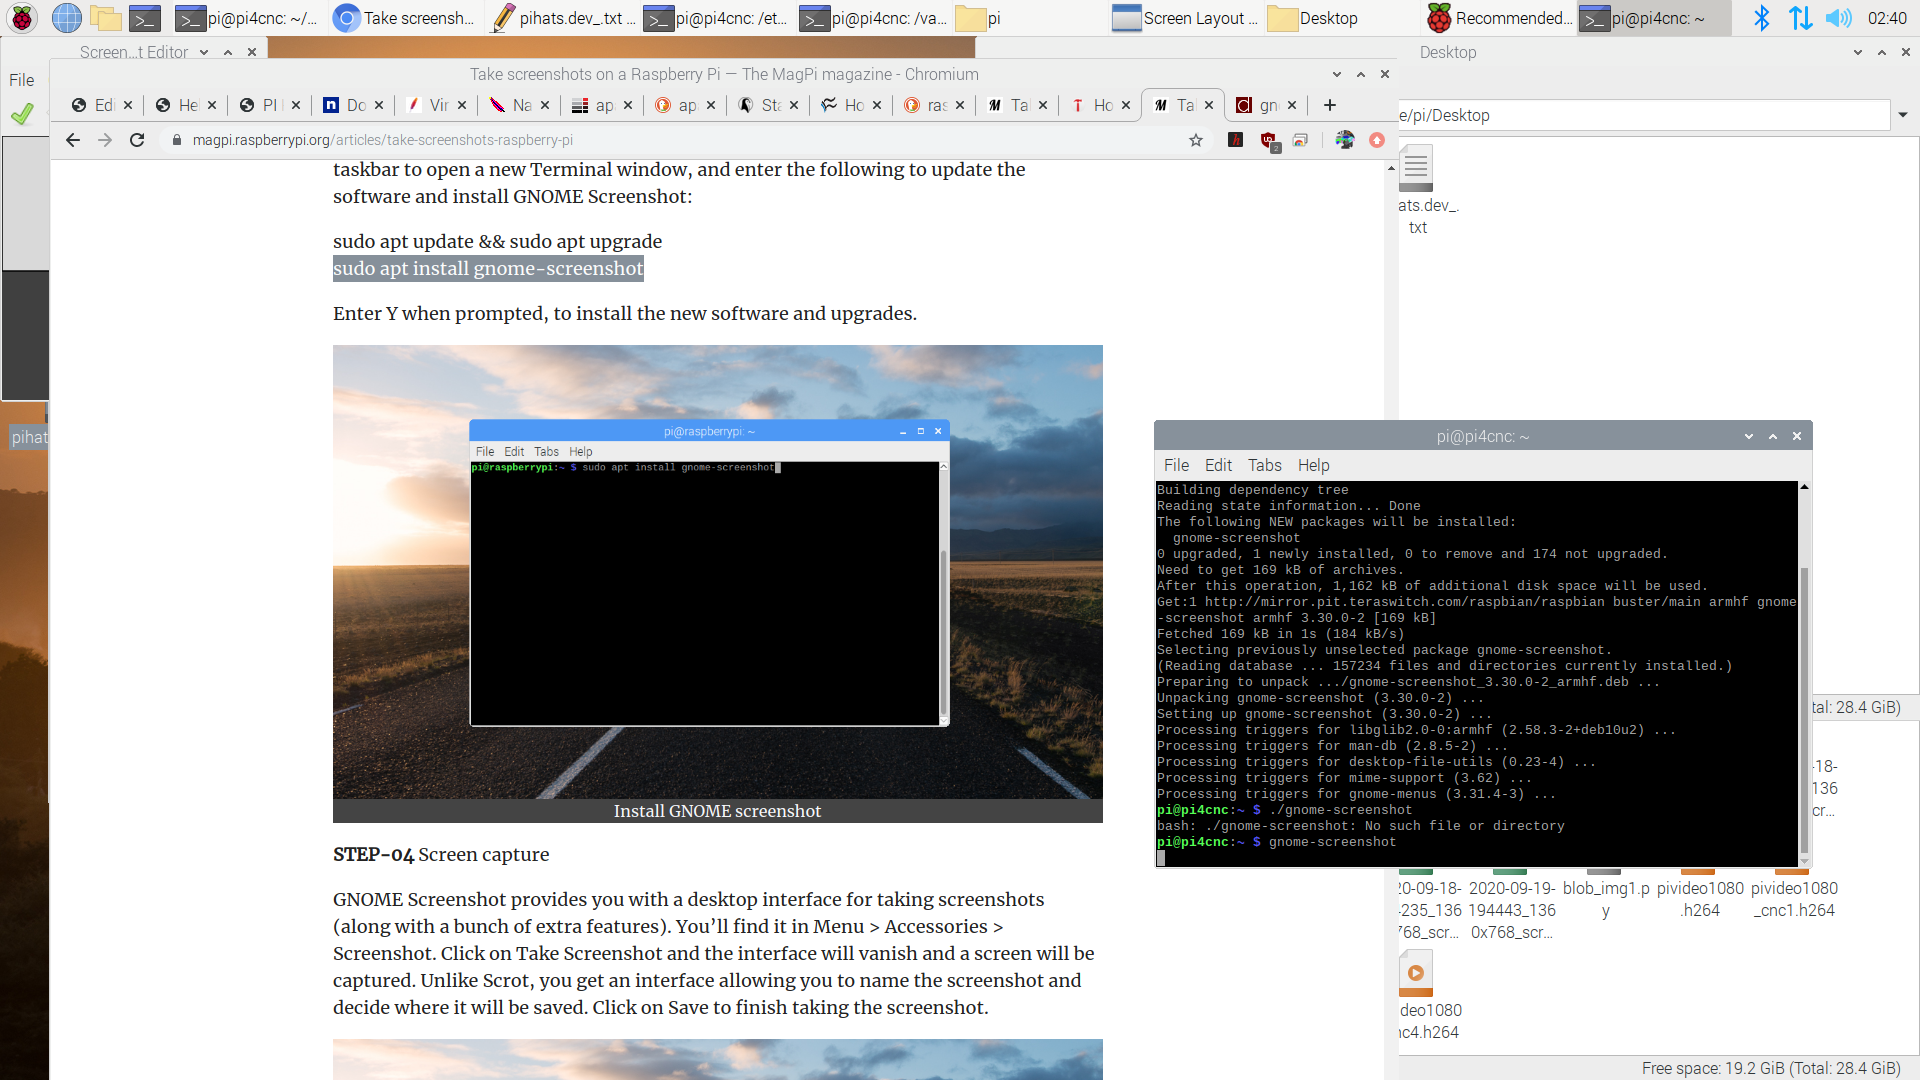 pi@pi4cnc: ~/...
Take screensh...
pihats.dev_.txt ...
pi@pi4cnc: /et...
pi@pi4cnc: /va...
pi
Screen Layout ...
Desktop
Recommended...
pi@pi4cnc: ~
02:40
Screen...t Editor
File
Desktop
Take screenshots on a Raspberry Pi — The MagPi magazine - Chromium
Edi
He
PI
Do
Vir
Na
ap
ap
Sta
Ho
ras
Tal
Ho
Tal
gn
magpi.raspberrypi.org/articles/take-screenshots-raspberry-pi
e/pi/Desktop
taskbar to open a new Terminal window, and enter the following to update the
software and install GNOME Screenshot:
sudo apt update && sudo apt upgrade
sudo apt install gnome-screenshot
Enter Y when prompted, to install the new software and upgrades.
pi@raspberrypi: ~
File Edit Tabs Help
pi@raspberrypi:~ $ sudo apt install gnome-screenshot
Install GNOME screenshot
STEP-04 Screen capture
GNOME Screenshot provides you with a desktop interface for taking screenshots
(along with a bunch of extra features). You’ll find it in Menu > Accessories >
Screenshot. Click on Take Screenshot and the interface will vanish and a screen will be
captured. Unlike Scrot, you get an interface allowing you to name the screenshot and
decide where it will be saved. Click on Save to finish taking the screenshot.
pihat
ats.dev_.
txt
pi@pi4cnc: ~
File Edit Tabs Help
Building dependency tree
Reading state information... Done
The following NEW packages will be installed:
gnome-screenshot
0 upgraded, 1 newly installed, 0 to remove and 174 not upgraded.
Need to get 169 kB of archives.
After this operation, 1,162 kB of additional disk space will be used.
Get:1 http://mirror.pit.teraswitch.com/raspbian/raspbian buster/main armhf gnome
-screenshot armhf 3.30.0-2 [169 kB]
Fetched 169 kB in 1s (184 kB/s)
Selecting previously unselected package gnome-screenshot.
(Reading database ... 157234 files and directories currently installed.)
Preparing to unpack .../gnome-screenshot_3.30.0-2_armhf.deb ...
Unpacking gnome-screenshot (3.30.0-2) ...
Setting up gnome-screenshot (3.30.0-2) ...
Processing triggers for libglib2.0-0:armhf (2.58.3-2+deb10u2) ...
Processing triggers for man-db (2.8.5-2) ...
Processing triggers for desktop-file-utils (0.23-4) ...
Processing triggers for mime-support (3.62) ...
Processing triggers for gnome-menus (3.31.4-3) ...
pi@pi4cnc:~ $ ./gnome-screenshot
bash: ./gnome-screenshot: No such file or directory
pi@pi4cnc:~ $ gnome-screenshot
tal: 28.4 GiB)
-18-
136
cr...
20-09-18-
235_136
768_scr...
2020-09-19-
194443_136
0x768_scr...
blob_img1.p
y
pivideo1080
.h264
pivideo1080
_cnc1.h264
deo1080
nc4.h264
Free space: 19.2 GiB (Total: 28.4 GiB)